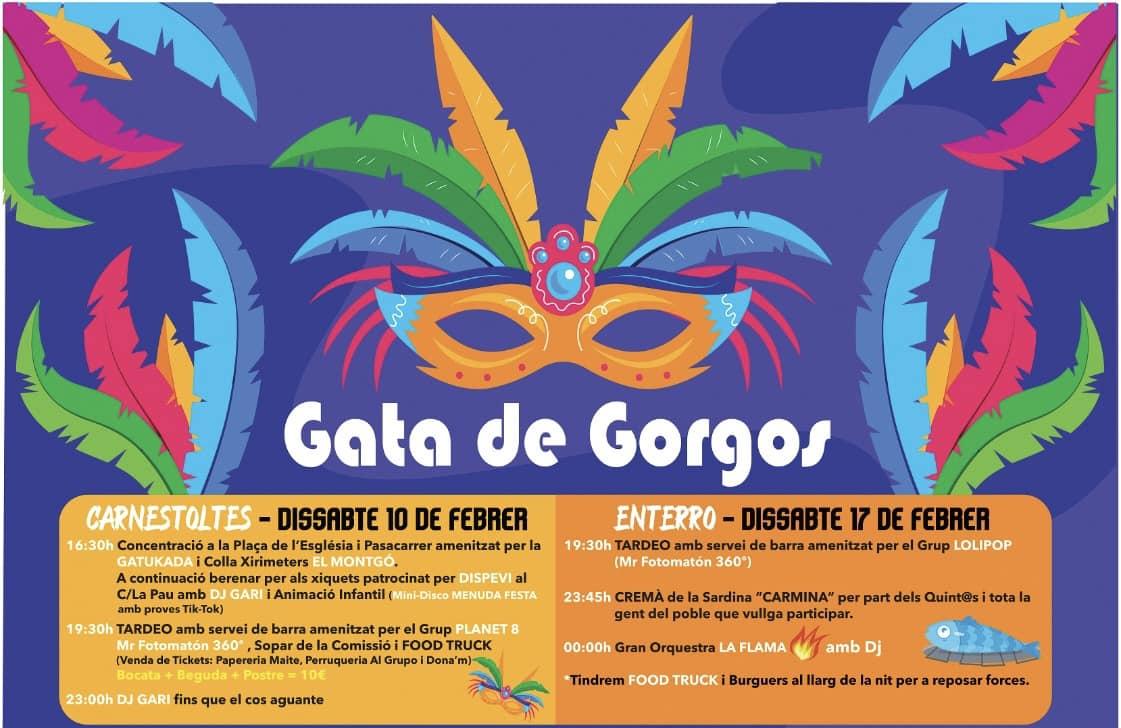 Gata de Gorgos
CARNESTOLTES - DISSABTE 10 DE FEBRER
16:30h Concentració a la Plaça de l'Església i Pasacarrer amenitzat per la
GATUKADA i Colla Xirimeters EL MONTGÓ.
A continuació berenar per als xiquets patrocinat per DISPEVI al
C/La Pau amb DJ GARI i Animació Infantil (Mini-Disco MENUDA FESTA
amb proves Tik-Tok)
19:30h TARDEO amb servei de barra amenitzat per el Grup PLANET 8
Mr Fotomatón 360° , Sopar de la Comissió i FOOD TRUCK
(Venda de Tickets: Papereria Maite, Perruqueria Al Grupo i Dona'm)
Bocata + Beguda + Postre = 10€
23:00h DJ GARI fins que el cos aguante
ENTERRO - DISSABTE 17 DE FEBRER
19:30h TARDEO amb servei de barra amenitzat per el Grup LOLIPOP
(Mr Fotomatón 360°)
23:45h CREMÀ de la Sardina "CARMINA" per part dels Quint@s i tota la
gent del poble que vullga participar.
00:00h Gran Orquestra LA FLAMA amb Dj
*Tindrem FOOD TRUCK i Burguers al llarg de la nit per a reposar forces.